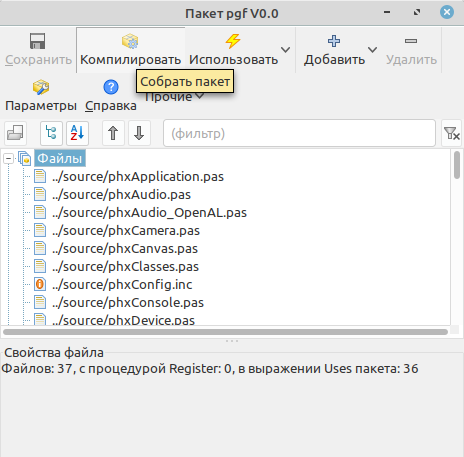 Пакет pgf V0.0
Сохранить Компилировать Использовать Добавить Удалить
Собрать пакет
Параметры Справка Прочие
(фильтр)
Файлы
../source/phxApplication.pas
../source/phxAudio.pas
../source/phxAudio_OpenAL.pas
../source/phxCamera.pas
../source/phxCanvas.pas
../source/phxClasses.pas
../source/phxConfig.inc
../source/phxConsole.pas
../source/phxDevice.pas
Свойства файла
Файлов: 37, с процедурой Register: 0, в выражении Uses пакета: 36